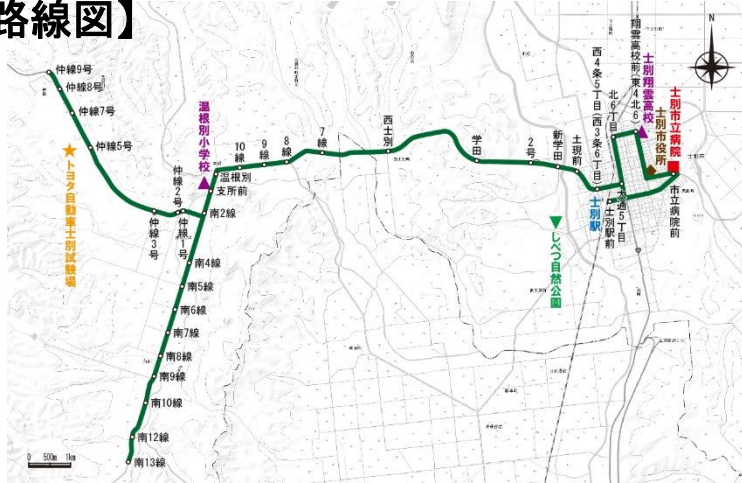 路線図】
仲線9号
仲線8号
仲線7号
仲線5号
トヨタ自動車士別試験場
仲線3号
仲線2号
仲線1号
温根別小学校
温根別
支所前
南2線
南4線
南5線
南6線
南7線
南8線
南9線
南10線
南12線
南13線
10線
9線
8線
7線
西士別
学田
2号
新学田
土現前
西4条5丁目(西3条6丁目)
北6丁目
翔雲高校前(東4北6)
士別翔雲高校
士別市役所
士別市立病院
市立病院前
大通5丁目
士別駅前
士別駅
しべつ自然公園
N
0 500m 1km